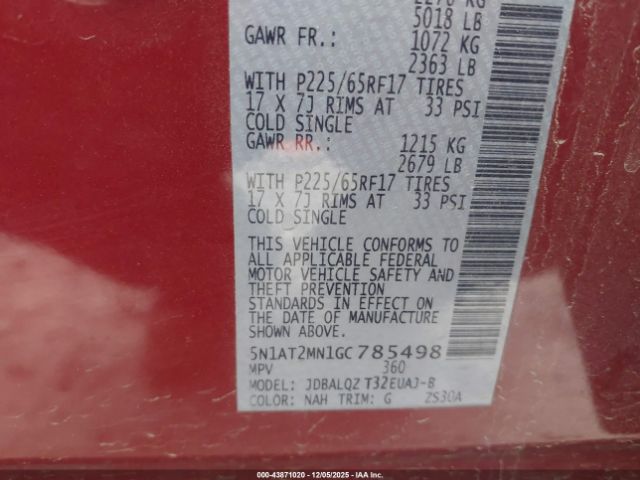 5018 LB
GAWR FR.: 1072 KG
2363 LB
WITH P225/65RF17 TIRES
17 X 7J RIMS AT 33 PSI
COLD SINGLE
GAWR RR.: 1215 KG
2679 LB
WITH P225/65RF17 TIRES
17 X 7J RIMS AT 33 PSI
COLD SINGLE
THIS VEHICLE CONFORMS TO
ALL APPLICABLE FEDERAL
MOTOR VEHICLE SAFETY AND
THEFT PREVENTION
STANDARDS IN EFFECT ON
THE DATE OF MANUFACTURE
SHOWN ABOVE.
5N1AT2MN1GC785498
MPV 360
MODEL: JDBALQZ T32EUAJ-B
COLOR: NAH TRIM: G ZS30A
000-43871020 - 12/05/2025 - IAA, Inc.